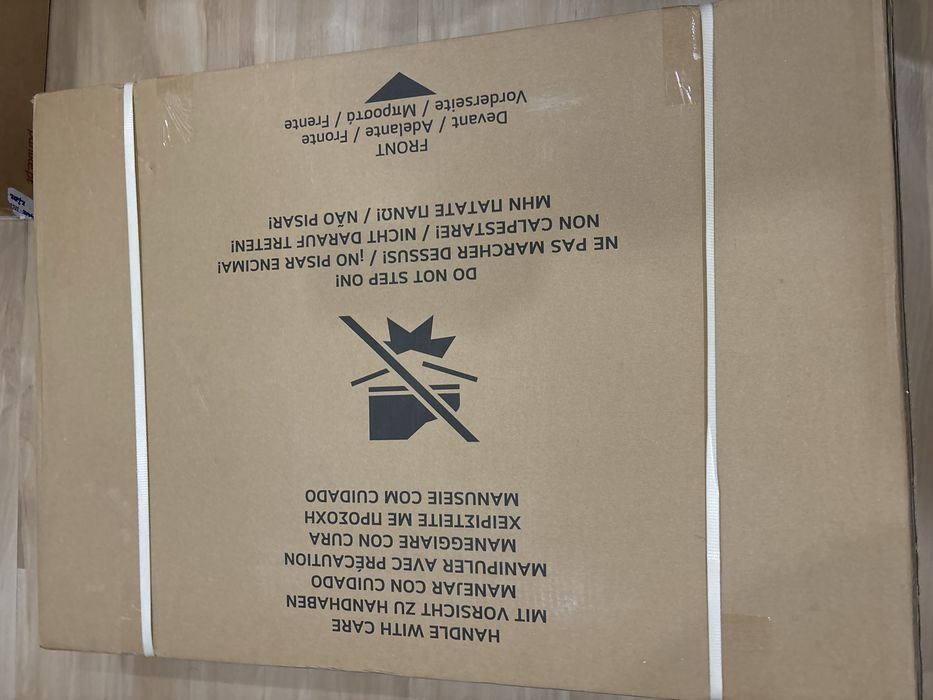 HANDLE WITH CARE
MIT VORSICHT ZU HANDHABEN
MANEJAR CON CUIDADO
MANIPULER AVEC PRÉCAUTION
MANEGGIARE CON CURA
ΧΕΙΡΙΣΤΕΙΤΕ ΜΕ ΠΡΟΣΟΧΗ
MANUSEIE COM CUIDADO
DO NOT STEP ON!
NE PAS MARCHER DESSUS! / ¡NO PISAR ENCIMA!
NON CALPESTARE! / NICHT DARAUF TRETEN!
ΜΗΝ ΠΑΤΑΤΕ ΠΑΝΩ! / NÃO PISAR!
FRONT
Devant / Adelante / Fronte
Vorderseite / Μπροστά / Frente